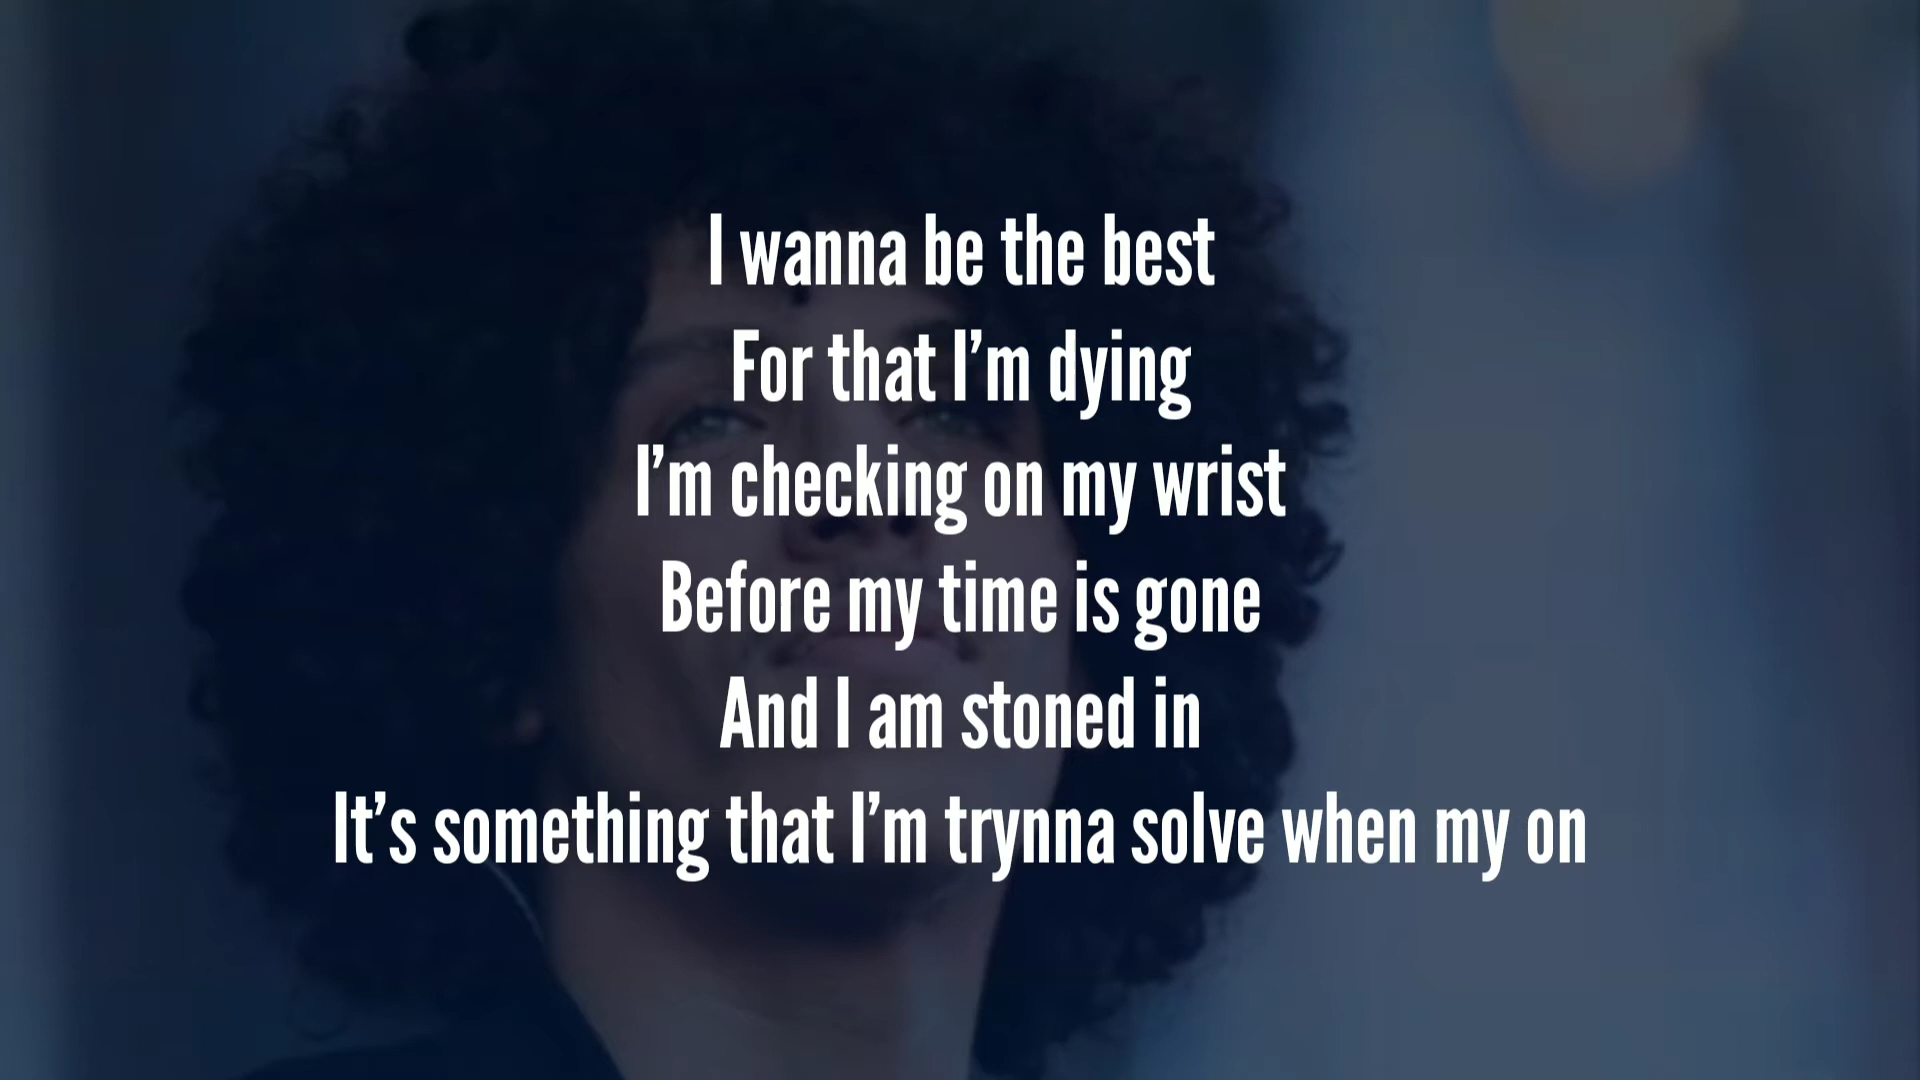 I wanna be the best
For that I’m dying
I’m checking on my wrist
Before my time is gone
And I am stoned in
It’s something that I’m trynna solve when my on